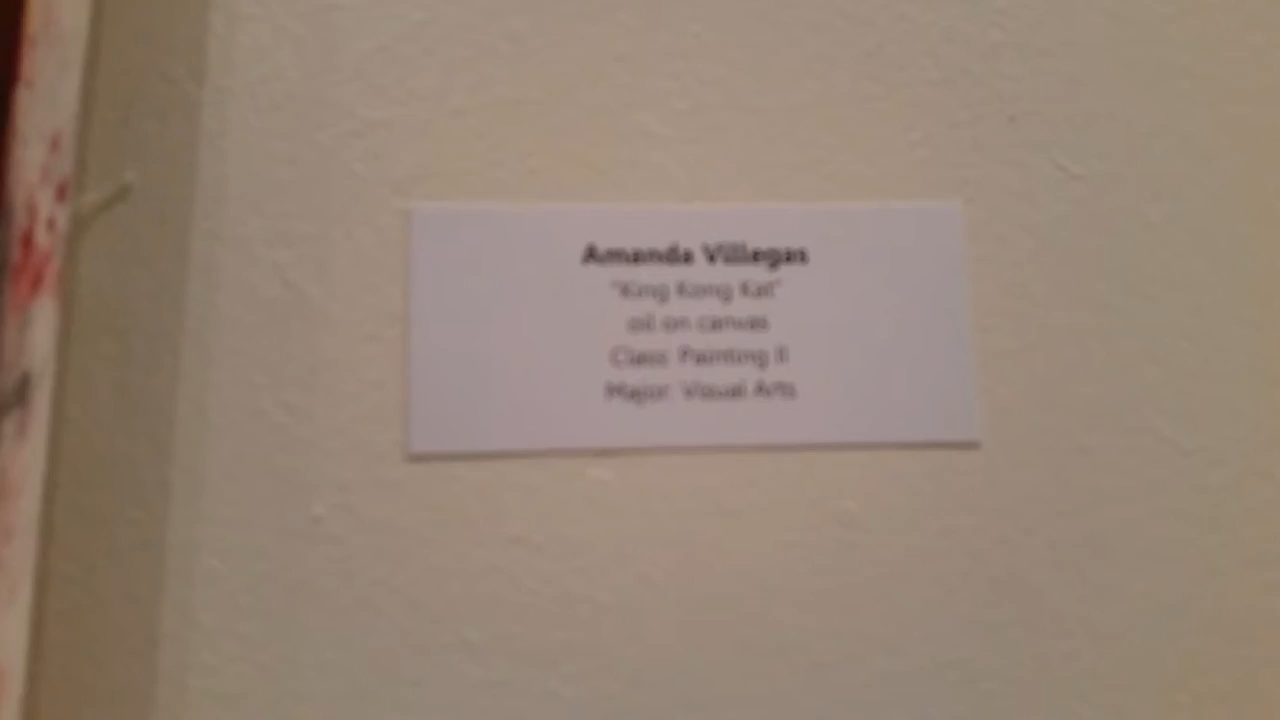 Amanda Villegas
"King Kong Kat"
oil on canvas
Class: Painting II
Major: Visual Arts